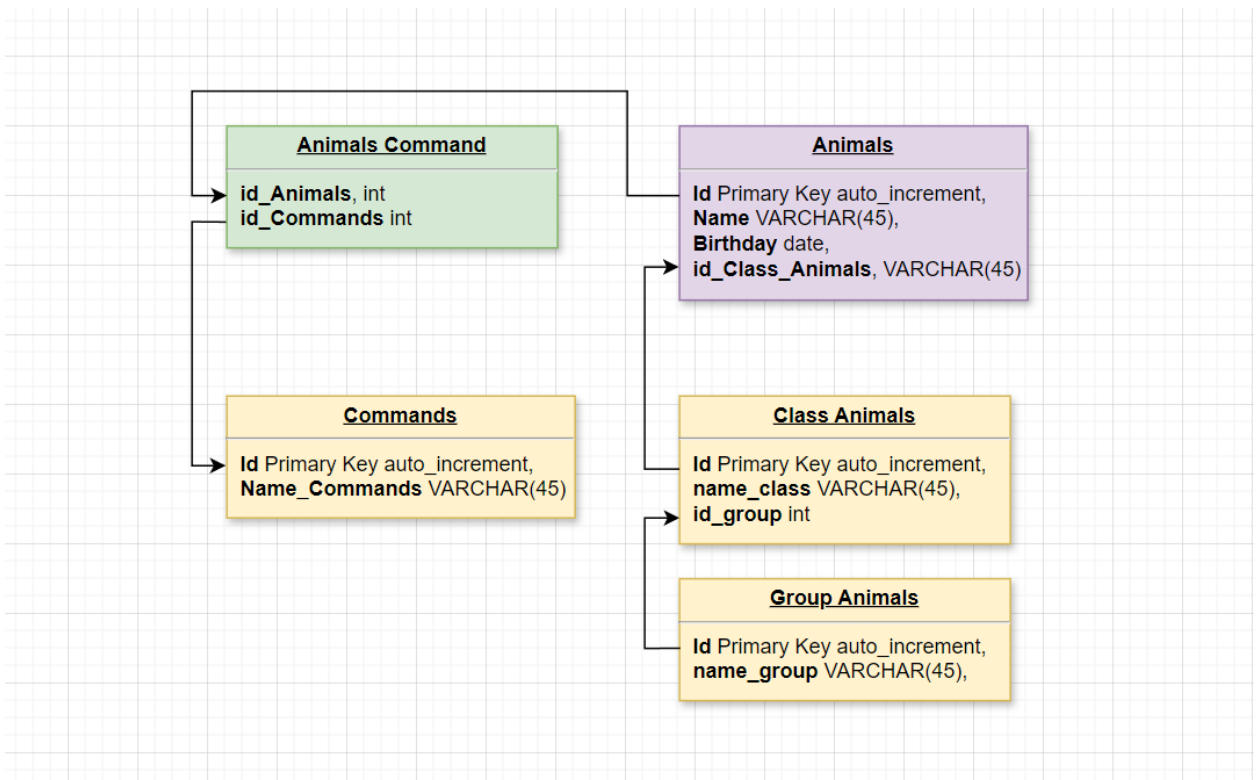 Animals Command
id_Animals, int
id_Commands int
Animals
Id Primary Key auto_increment,
Name VARCHAR(45),
Birthday date,
id_Class_Animals, VARCHAR(45)
Commands
Id Primary Key auto_increment,
Name_Commands VARCHAR(45)
Class Animals
Id Primary Key auto_increment,
name_class VARCHAR(45),
id_group int
Group Animals
Id Primary Key auto_increment,
name_group VARCHAR(45),